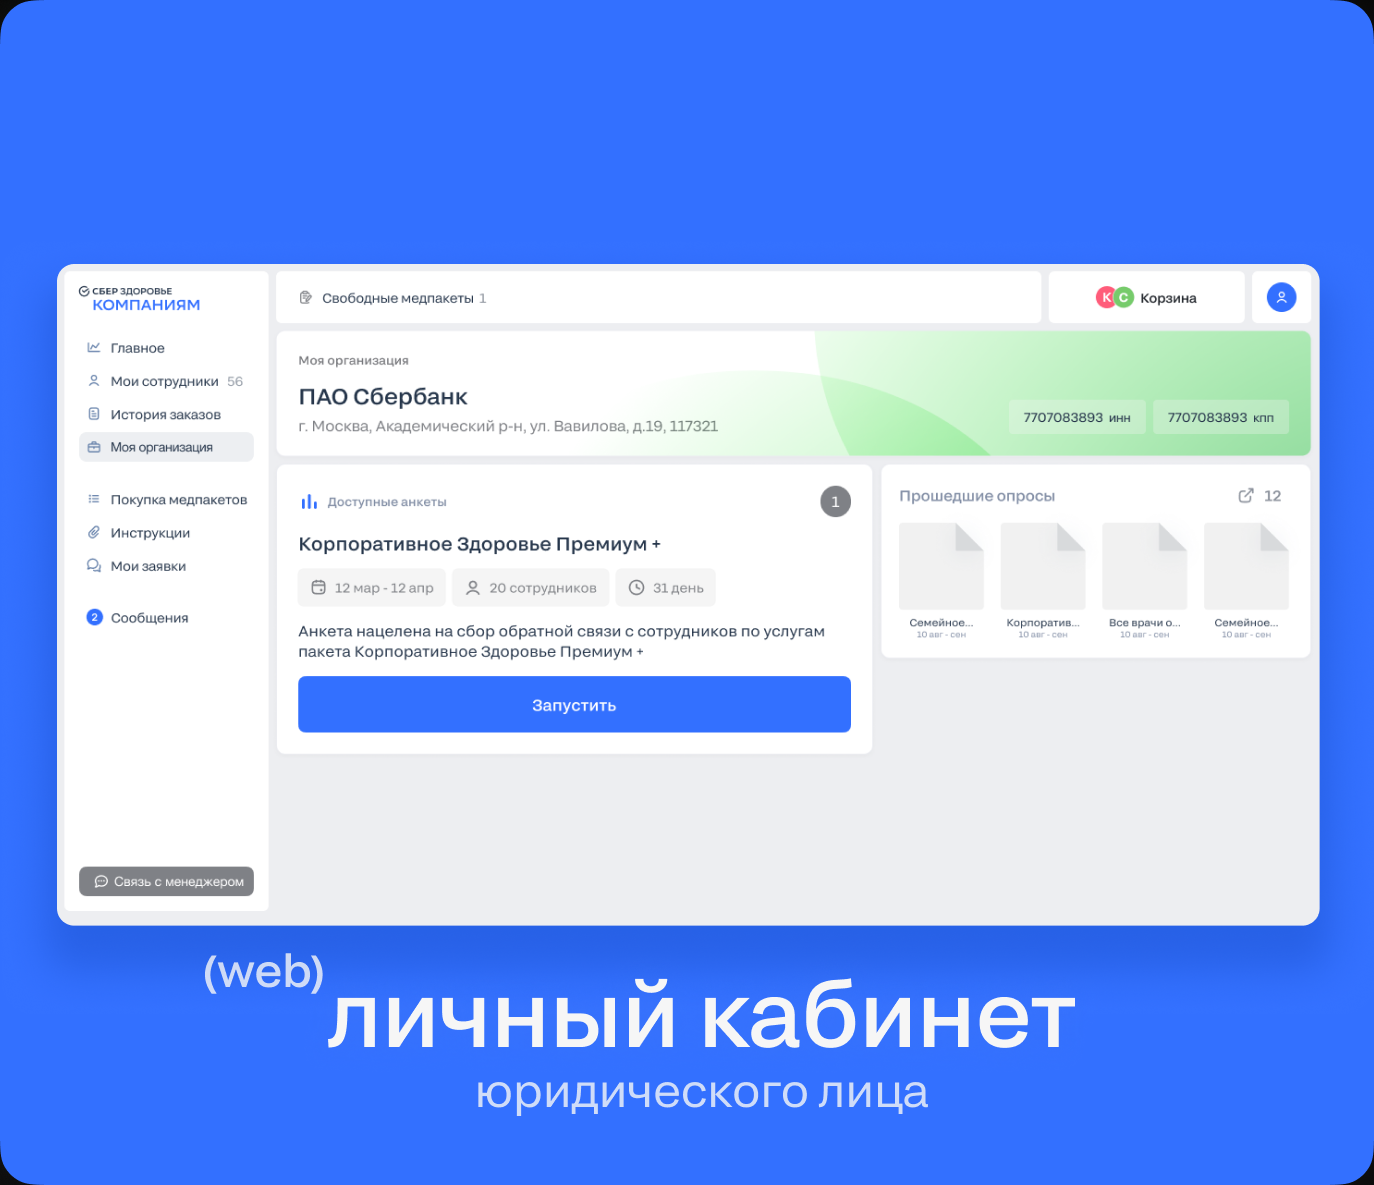 СБЕР ЗДОРОВЬЕ
КОМПАНИЯМ
Главное
Мои сотрудники 56
История заказов
Моя организация
Покупка медпакетов
Инструкции
Мои заявки
2 Сообщения
Связь с менеджером
Свободные медпакеты 1
К С Корзина
Моя организация
ПАО Сбербанк
г. Москва, Академический р-н, ул. Вавилова, д.19, 117321
7707083893 инн
7707083893 кпп
Доступные анкеты
1
Корпоративное Здоровье Премиум +
12 мар - 12 апр
20 сотрудников
31 день
Анкета нацелена на сбор обратной связи с сотрудников по услугам
пакета Корпоративное Здоровье Премиум +
Запустить
Прошедшие опросы
12
Семейное...
10 авг - сен
Корпоратив...
10 авг - сен
Все врачи о...
10 авг - сен
Семейное...
10 авг - сен
(web)
личный кабинет
юридического лица